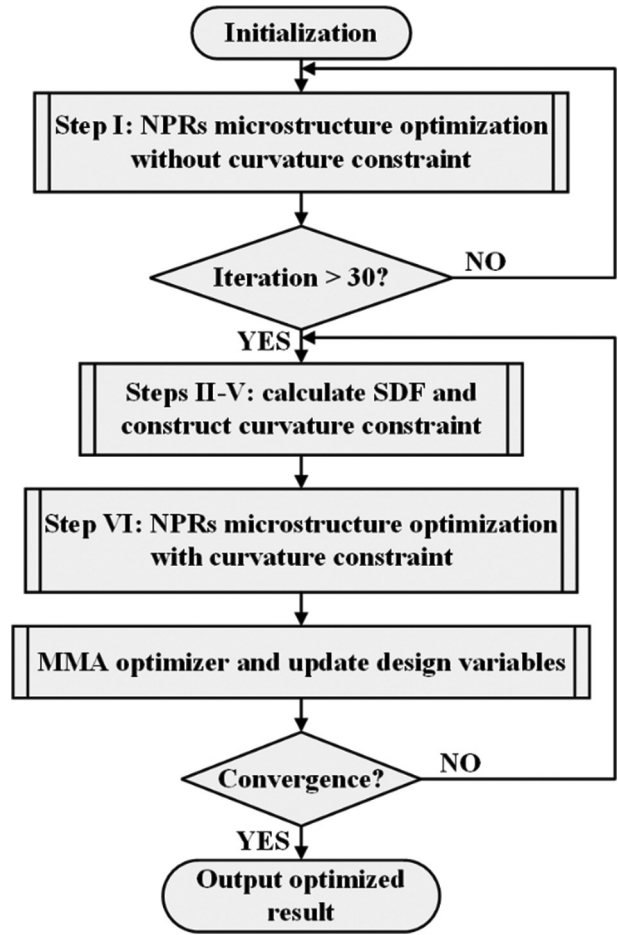 Initialization
Step I: NPRs microstructure optimization
without curvature constraint
Iteration > 30?
NO
YES
Steps II-V: calculate SDF and
construct curvature constraint
Step VI: NPRs microstructure optimization
with curvature constraint
MMA optimizer and update design variables
Convergence?
NO
YES
Output optimized
result